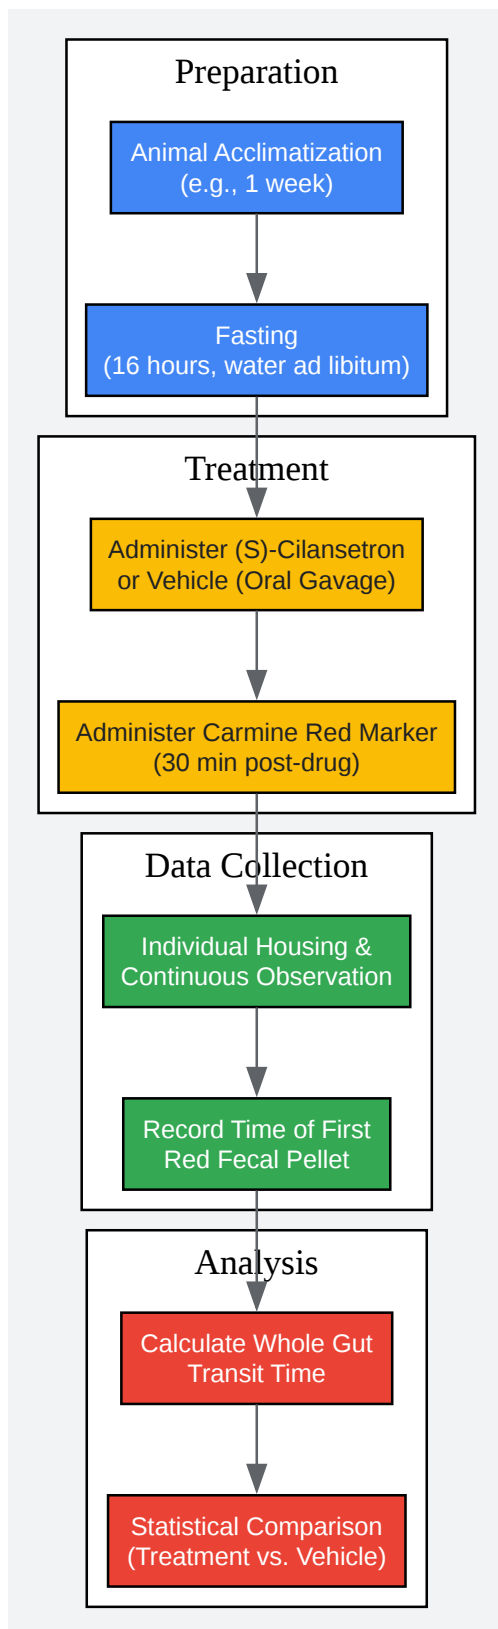 Preparation
Animal Acclimatization
(e.g., 1 week)
Fasting
(16 hours, water ad libitum)
Treatment
Administer (S)-Cilansetron
or Vehicle (Oral Gavage)
Administer Carmine Red Marker
(30 min post-drug)
Data Collection
Individual Housing &
Continuous Observation
Record Time of First
Red Fecal Pellet
Analysis
Calculate Whole Gut
Transit Time
Statistical Comparison
(Treatment vs. Vehicle)